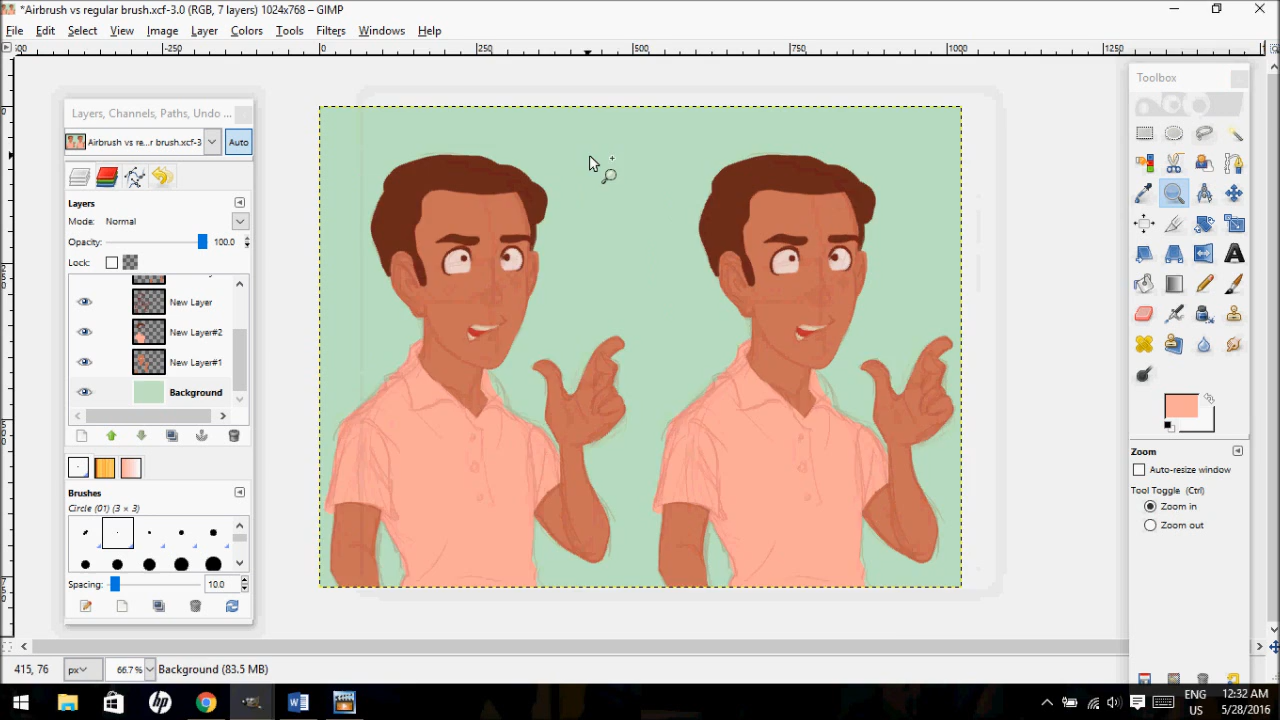 *Airbrush vs regular brush.xcf-3.0 (RGB, 7 layers) 1024x768 – GIMP
File Edit Select View Image Layer Colors Tools Filters Windows Help
-250 0 250 500 750 1000 1250
Layers, Channels, Paths, Undo ...
Airbrush vs re...r brush.xcf-3
Auto
Layers
Mode: Normal
Opacity: 100.0
Lock:
New Layer
New Layer#2
New Layer#1
Background
Brushes
Circle (01) (3 × 3)
Spacing: 10.0
Toolbox
Zoom
Auto-resize window
Tool Toggle (Ctrl)
Zoom in
Zoom out
415, 76 px 66.7% Background (83.5 MB)
hp
ENG
US
12:32 AM
5/28/2016